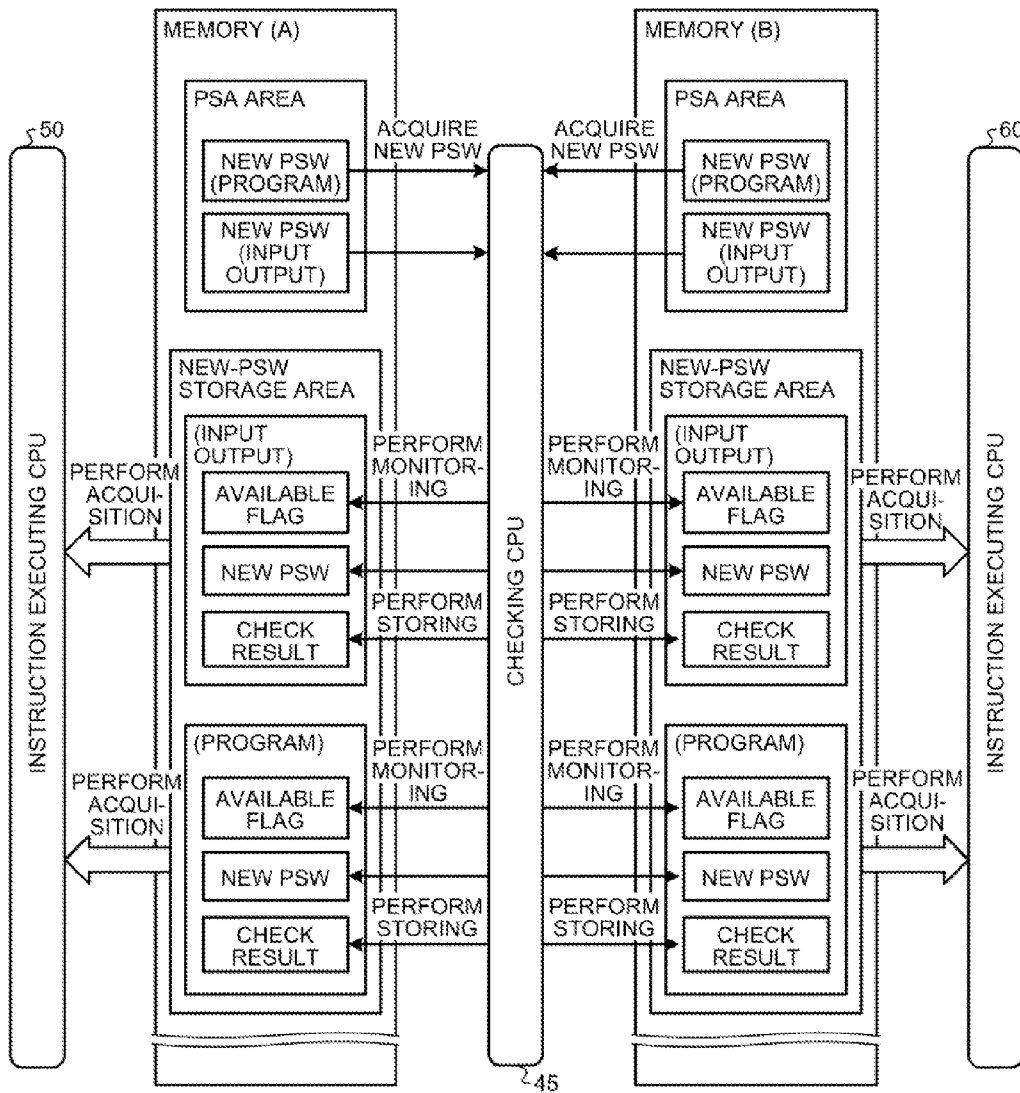 MEMORY (A)
MEMORY (B)
50
60
PSA AREA
NEW PSW
(PROGRAM)
NEW PSW
(INPUT
OUTPUT)
ACQUIRE
NEW PSW
ACQUIRE
NEW PSW
PSA AREA
NEW PSW
(PROGRAM)
NEW PSW
(INPUT
OUTPUT)
INSTRUCTION EXECUTING CPU
CHECKING CPU
INSTRUCTION EXECUTING CPU
NEW-PSW
STORAGE AREA
(INPUT
OUTPUT)
AVAILABLE
FLAG
NEW PSW
CHECK
RESULT
PERFORM
ACQUI-
SITION
PERFORM
MONITOR-
ING
PERFORM
STORING
PERFORM
MONITOR-
ING
PERFORM
STORING
NEW-PSW
STORAGE AREA
(INPUT
OUTPUT)
AVAILABLE
FLAG
NEW PSW
CHECK
RESULT
PERFORM
ACQUI-
SITION
(PROGRAM)
AVAILABLE
FLAG
NEW PSW
CHECK
RESULT
PERFORM
ACQUI-
SITION
PERFORM
MONITOR-
ING
PERFORM
STORING
PERFORM
MONITOR-
ING
PERFORM
STORING
(PROGRAM)
AVAILABLE
FLAG
NEW PSW
CHECK
RESULT
PERFORM
ACQUI-
SITION
45